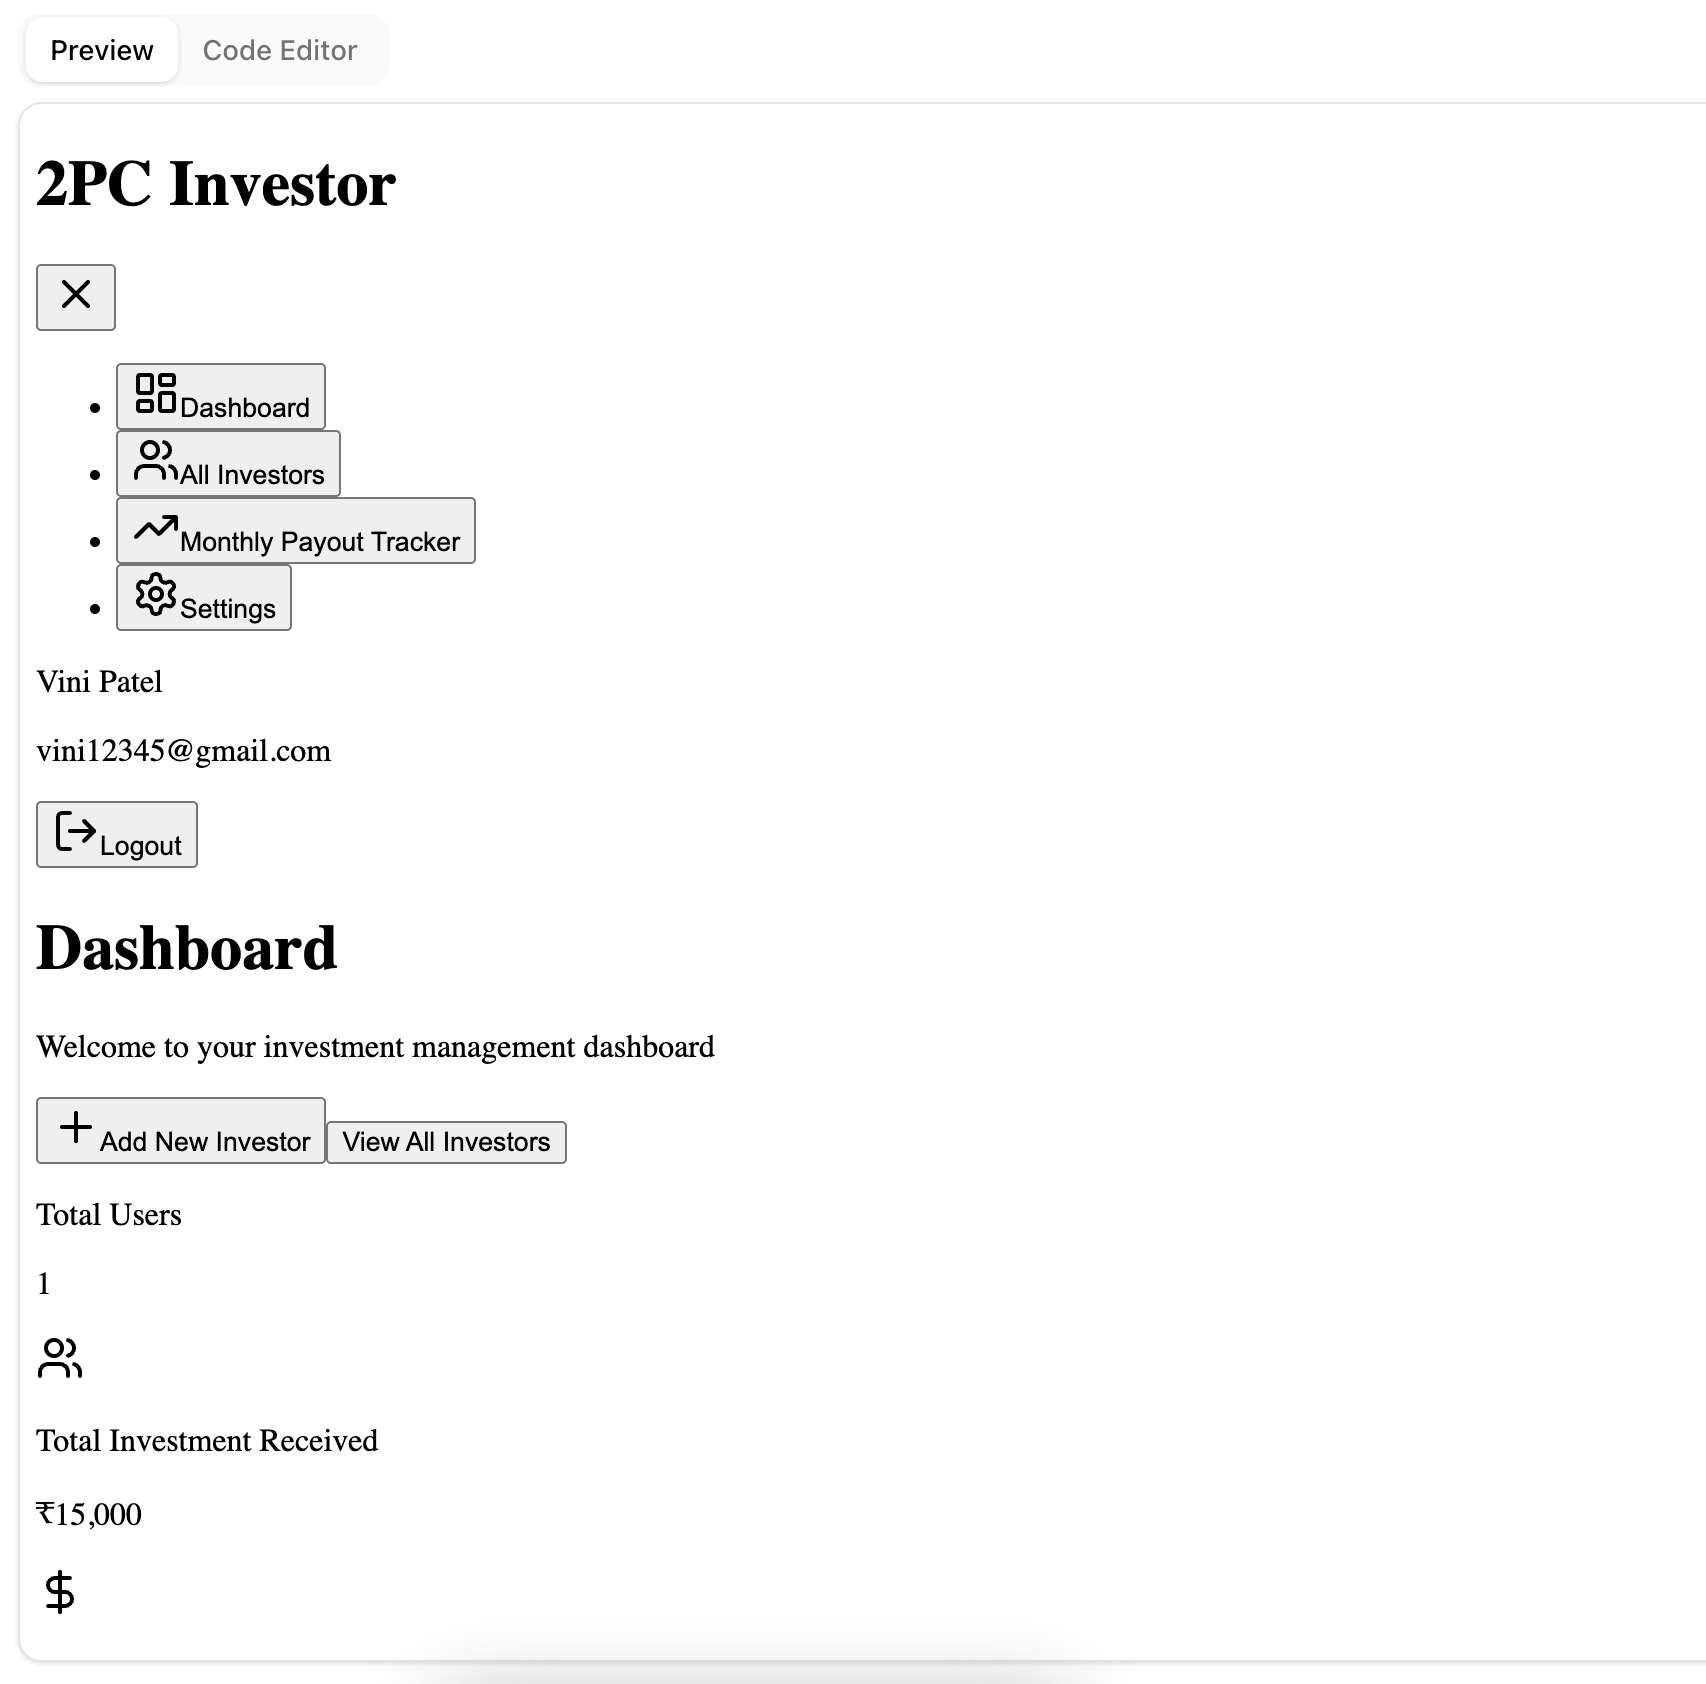 Preview Code Editor
2PC Investor
Dashboard
All Investors
Monthly Payout Tracker
Settings
Vini Patel
vini12345@gmail.com
Logout
Dashboard
Welcome to your investment management dashboard
Add New Investor View All Investors
Total Users
1
Total Investment Received
₹15,000